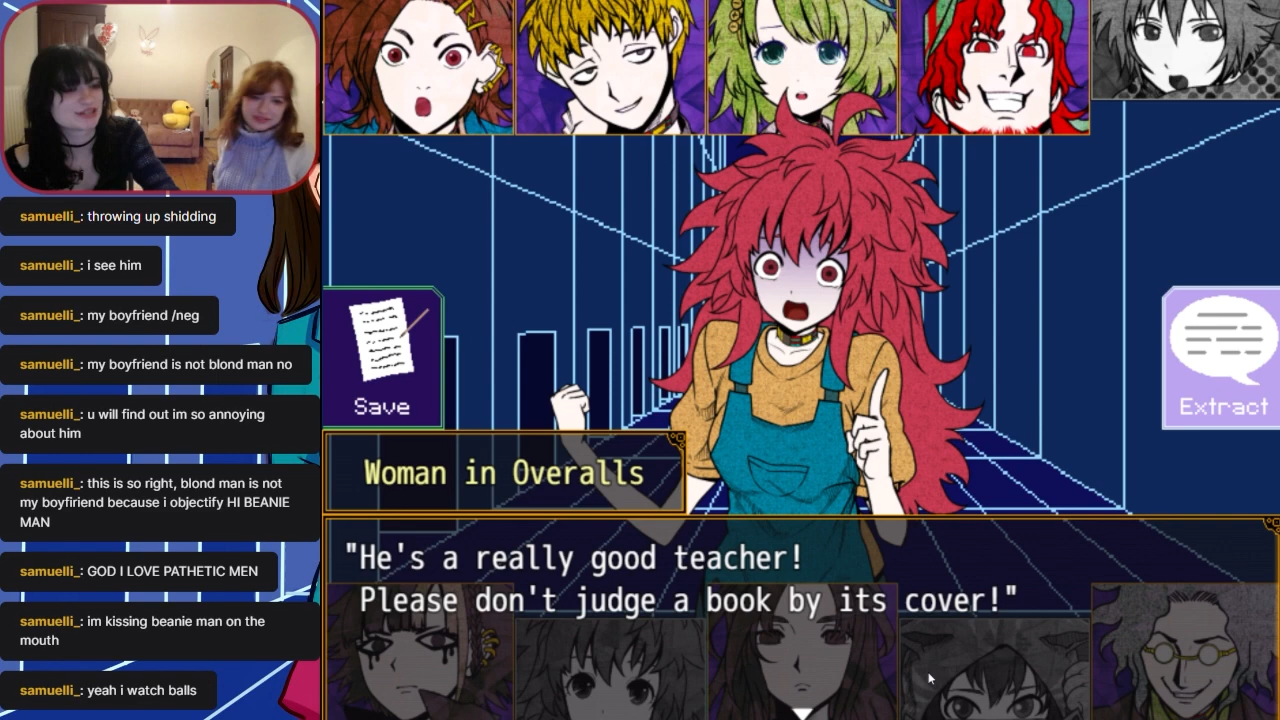 samuelli_: throwing up shidding
samuelli_: i see him
samuelli_: my boyfriend /neg
samuelli_: my boyfriend is not blond man no
samuelli_: u will find out im so annoying
about him
samuelli_: this is so right, blond man is not
my boyfriend because i objectify HI BEANIE
MAN
samuelli_: GOD I LOVE PATHETIC MEN
samuelli_: im kissing beanie man on the
mouth
samuelli_: yeah i watch balls
Save
Extract
Woman in Overalls
"He's a really good teacher!
Please don't judge a book by its cover!"